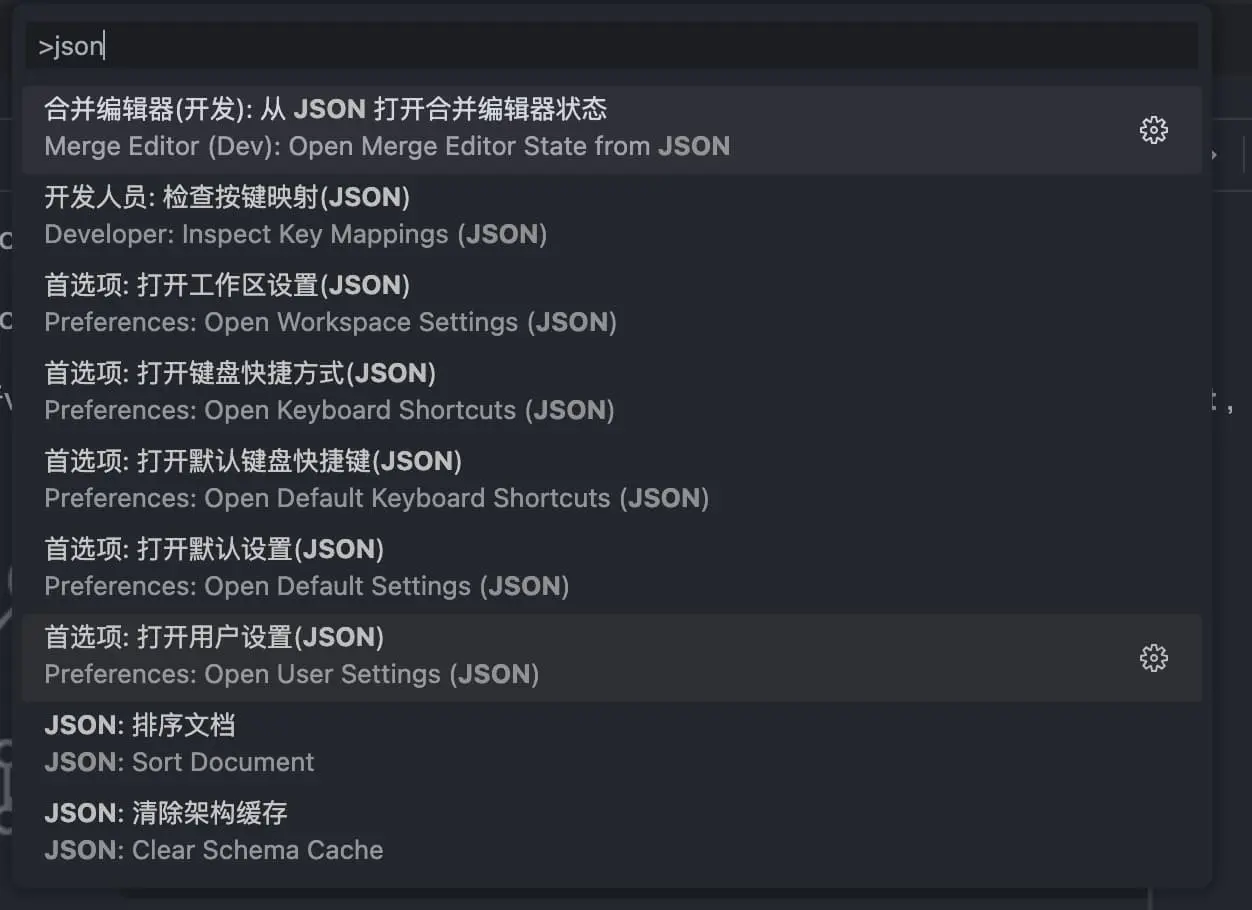 >json
合并编辑器(开发): 从 JSON 打开合并编辑器状态
Merge Editor (Dev): Open Merge Editor State from JSON
开发人员: 检查按键映射(JSON)
Developer: Inspect Key Mappings (JSON)
首选项: 打开工作区设置(JSON)
Preferences: Open Workspace Settings (JSON)
首选项: 打开键盘快捷方式(JSON)
Preferences: Open Keyboard Shortcuts (JSON)
首选项: 打开默认键盘快捷键(JSON)
Preferences: Open Default Keyboard Shortcuts (JSON)
首选项: 打开默认设置(JSON)
Preferences: Open Default Settings (JSON)
首选项: 打开用户设置(JSON)
Preferences: Open User Settings (JSON)
JSON: 排序文档
JSON: Sort Document
JSON: 清除架构缓存
JSON: Clear Schema Cache